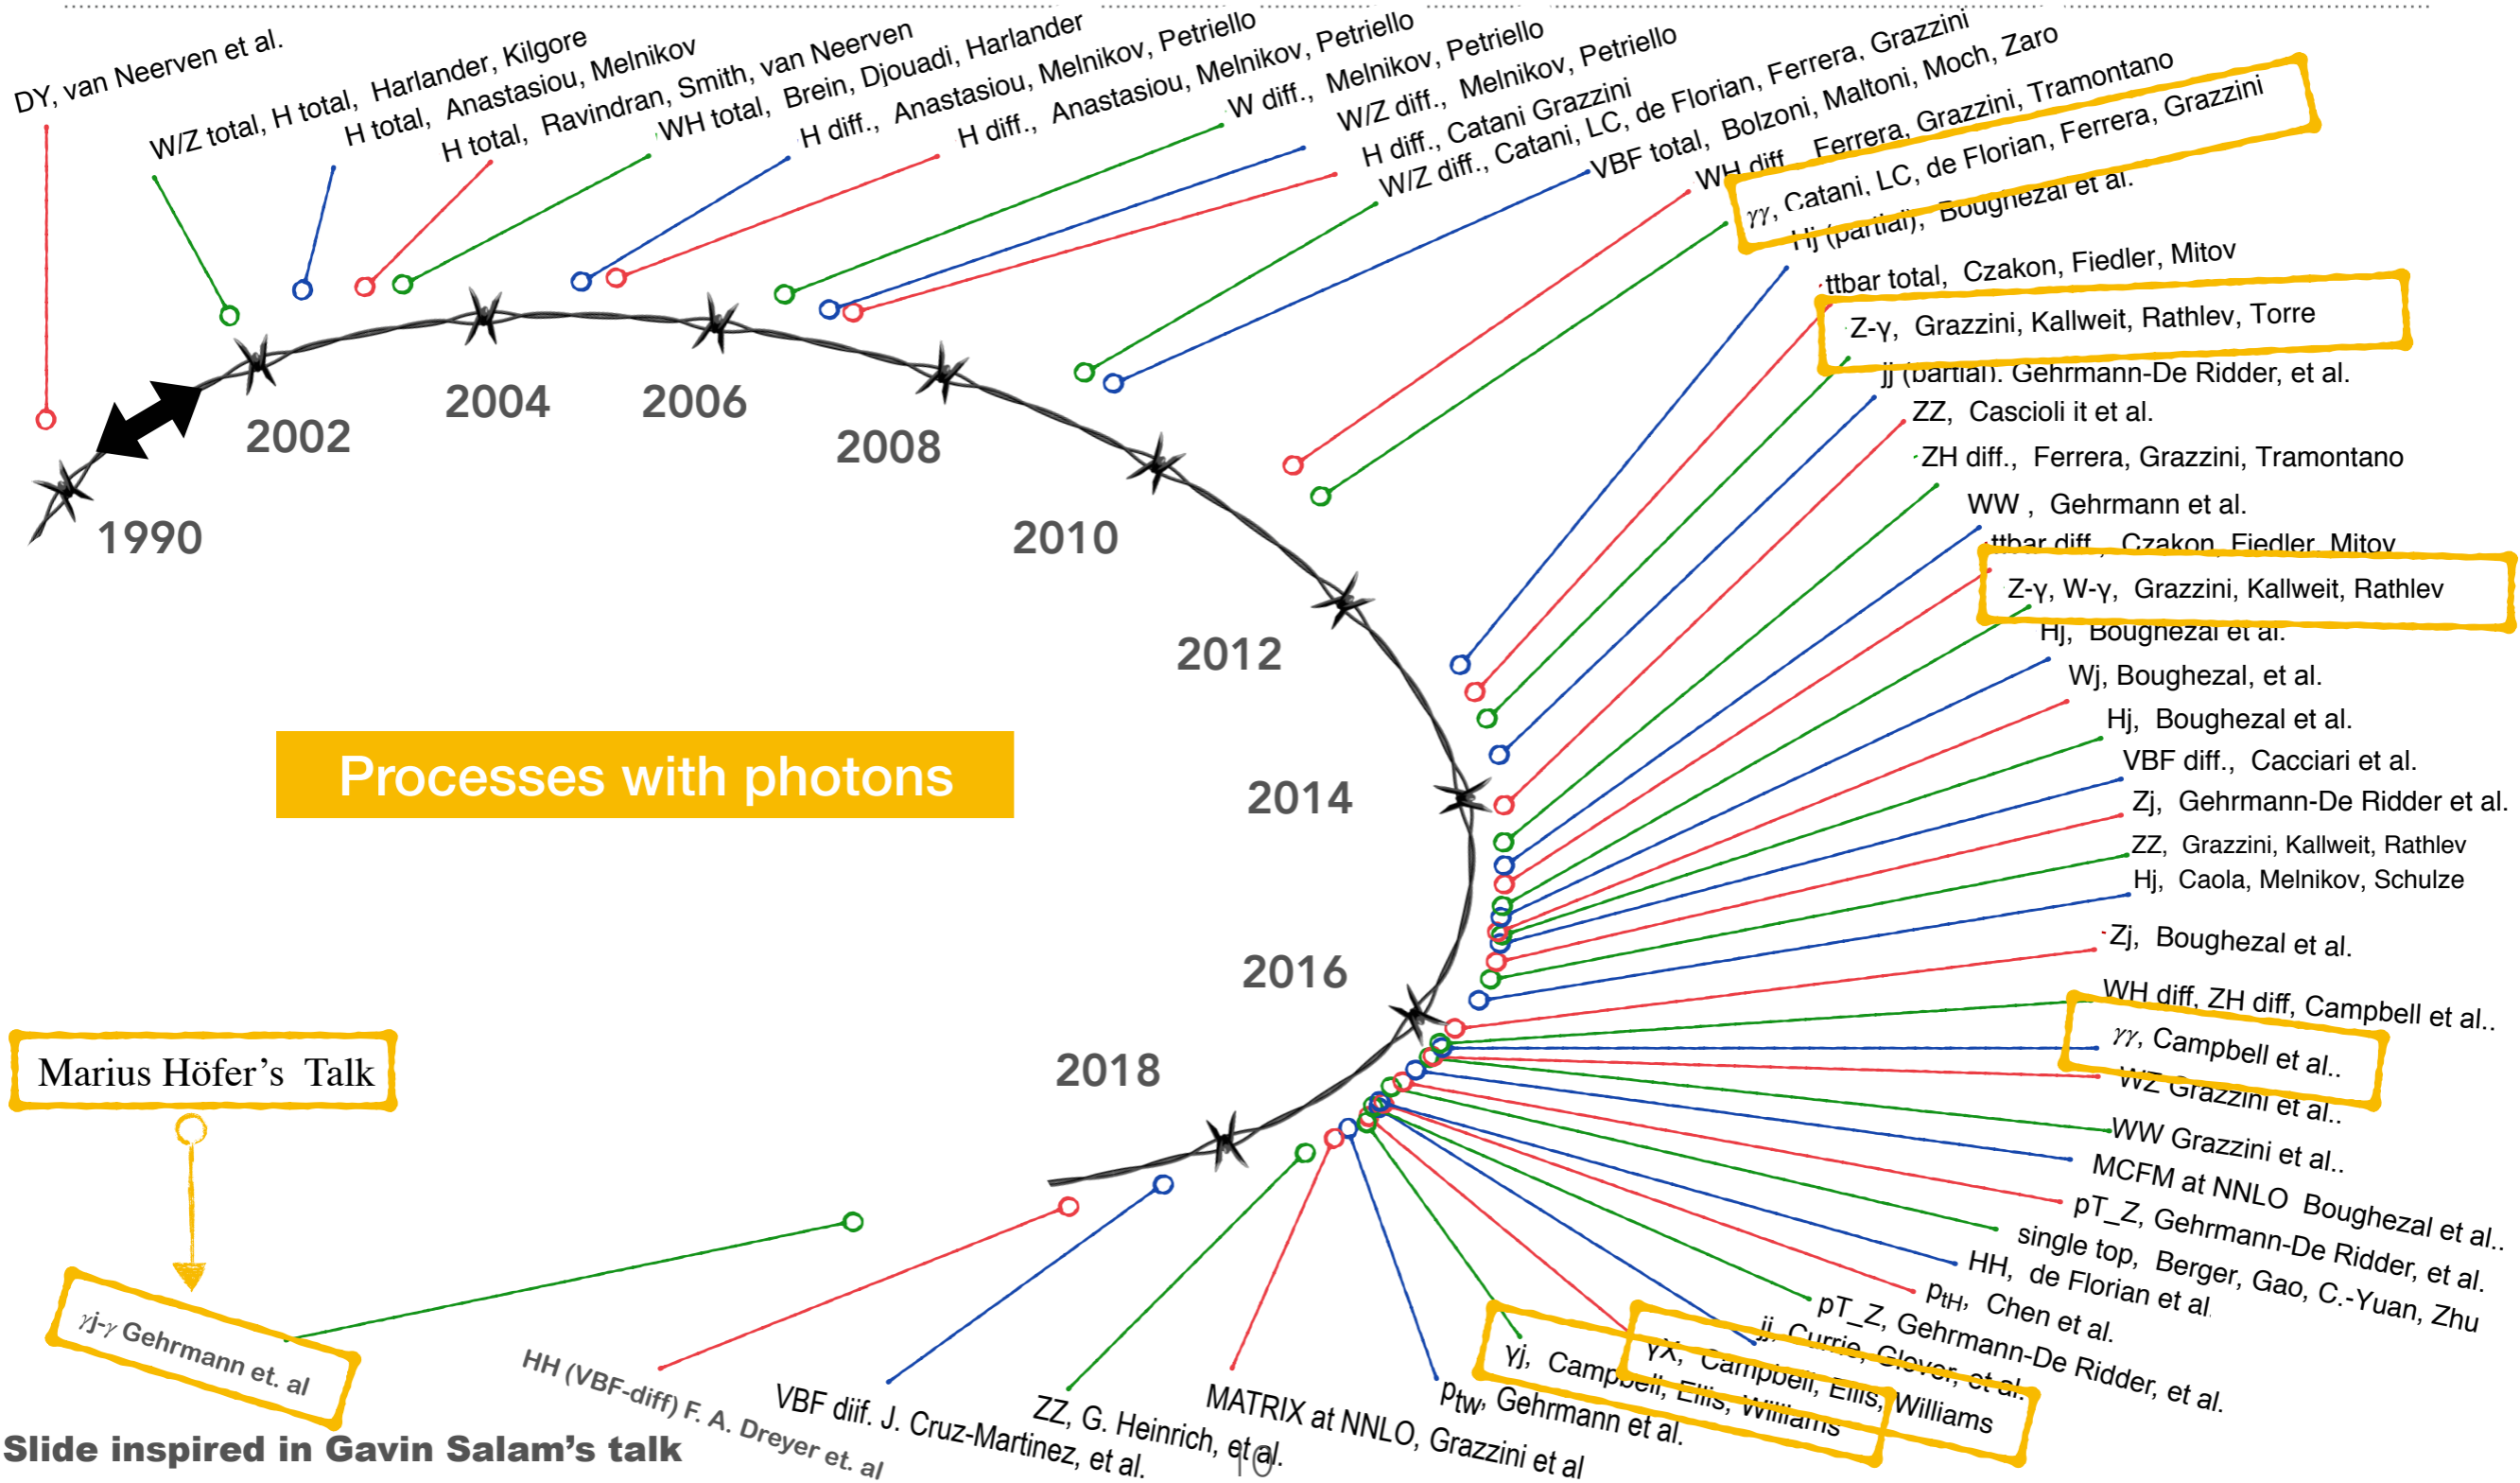 DY, van Neerven et al.
W/Z total, H total, Harlander, Kilgore
H total, Anastasiou, Melnikov
H total, Ravindran, Smith, van Neerven
WH total, Brein, Djouadi, Harlander
H diff., Anastasiou, Melnikov, Petriello
H diff., Anastasiou, Melnikov, Petriello
W diff., Melnikov, Petriello
W/Z diff., Melnikov, Petriello
H diff., Catani Grazzini
W/Z diff., Catani, LC, de Florian, Ferrera, Grazzini
VBF total, Bolzoni, Maltoni, Moch, Zaro
WH diff., Ferrera, Grazzini, Tramontano
γγ, Catani, LC, de Florian, Ferrera, Grazzini
Hj (partial), Boughezal et al.
ttbar total, Czakon, Fiedler, Mitov
Z-γ, Grazzini, Kallweit, Rathlev, Torre
jj (partial). Gehrmann-De Ridder, et al.
ZZ, Cascioli it et al.
ZH diff., Ferrera, Grazzini, Tramontano
WW , Gehrmann et al.
ttbar diff., Czakon, Fiedler, Mitov
Z-γ, W-γ, Grazzini, Kallweit, Rathlev
Hj, Boughezal et al.
Wj, Boughezal, et al.
Hj, Boughezal et al.
VBF diff., Cacciari et al.
Zj, Gehrmann-De Ridder et al.
ZZ, Grazzini, Kallweit, Rathlev
Hj, Caola, Melnikov, Schulze
Zj, Boughezal et al.
WH diff, ZH diff, Campbell et al..
γγ, Campbell et al..
WZ Grazzini et al..
WW Grazzini et al..
MCFM at NNLO Boughezal et al..
pT_Z, Gehrmann-De Ridder, et al.
single top, Berger, Gao, C.-Yuan, Zhu
HH, de Florian et al.
ptH, Chen et al.
pT_Z, Gehrmann-De Ridder, et al.
jj, Currie, Glover, et al.
γX, Campbell, Ellis, Williams
γj, Campbell, Ellis, Williams
ptw, Gehrmann et al.
MATRIX at NNLO, Grazzini et al
ZZ, G. Heinrich, et al.
VBF diif. J. Cruz-Martinez, et al.
HH (VBF-diff) F. A. Dreyer et. al
γj-γ Gehrmann et. al
1990
2002
2004
2006
2008
2010
2012
2014
2016
2018
Processes with photons
Marius Höfer's Talk
Slide inspired in Gavin Salam's talk
10